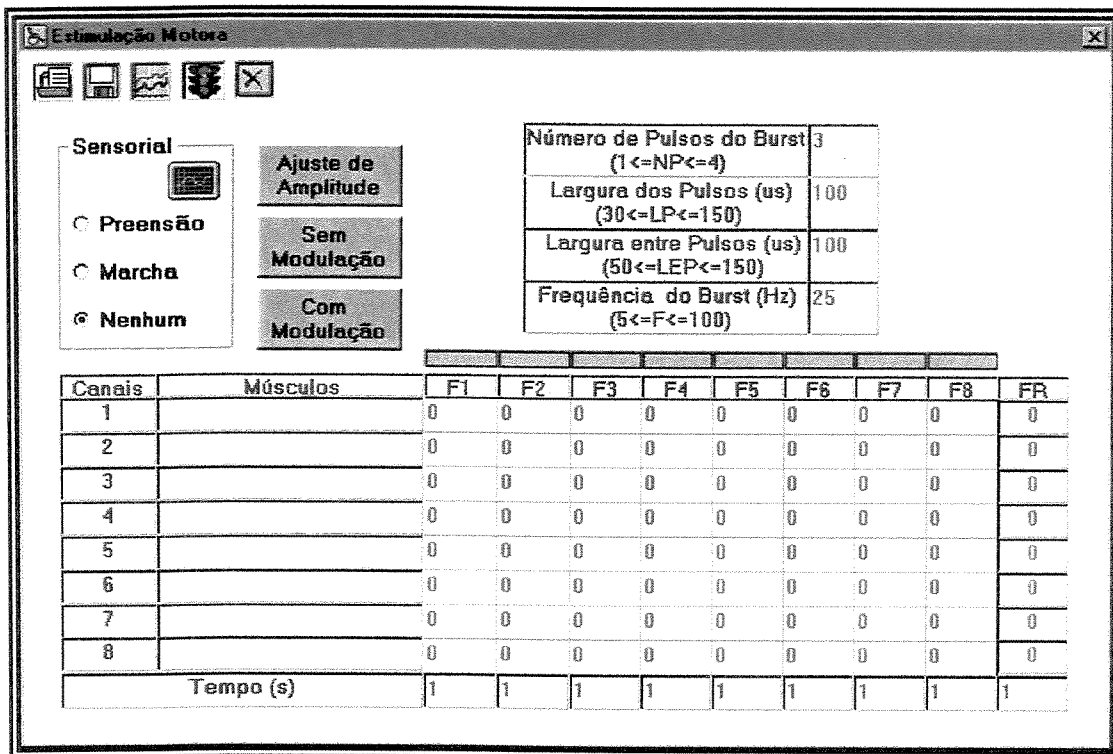 Estimulação Motora
Sensorial
Preensão
Marcha
Nenhum
Ajuste de
Amplitude
Sem
Modulação
Com
Modulação
Número de Pulsos do Burst 3
(1<=NP<=4)
Largura dos Pulsos (us) 100
(30<=LP<=150)
Largura entre Pulsos (us) 100
(50<=LEP<=150)
Frequência do Burst (Hz) 25
(5<=F<=100)
Canais Músculos F1 F2 F3 F4 F5 F6 F7 F8 FR
1 0 0 0 0 0 0 0 0 0
2 0 0 0 0 0 0 0 0 0
3 0 0 0 0 0 0 0 0 0
4 0 0 0 0 0 0 0 0 0
5 0 0 0 0 0 0 0 0 0
6 0 0 0 0 0 0 0 0 0
7 0 0 0 0 0 0 0 0 0
8 0 0 0 0 0 0 0 0 0
Tempo (s) 1 1 1 1 1 1 1 1 1